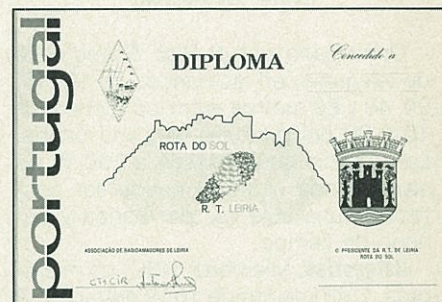 portugal
DIPLOMA
Concedido a
ROTA DO SOL
R. T. LEIRIA
ASSOCIAÇÃO DE RADIOAMADORES DE LEIRIA
O PRESIDENTE DA R. T. DE LEIRIA
ROTA DO SOL
CT1CIR